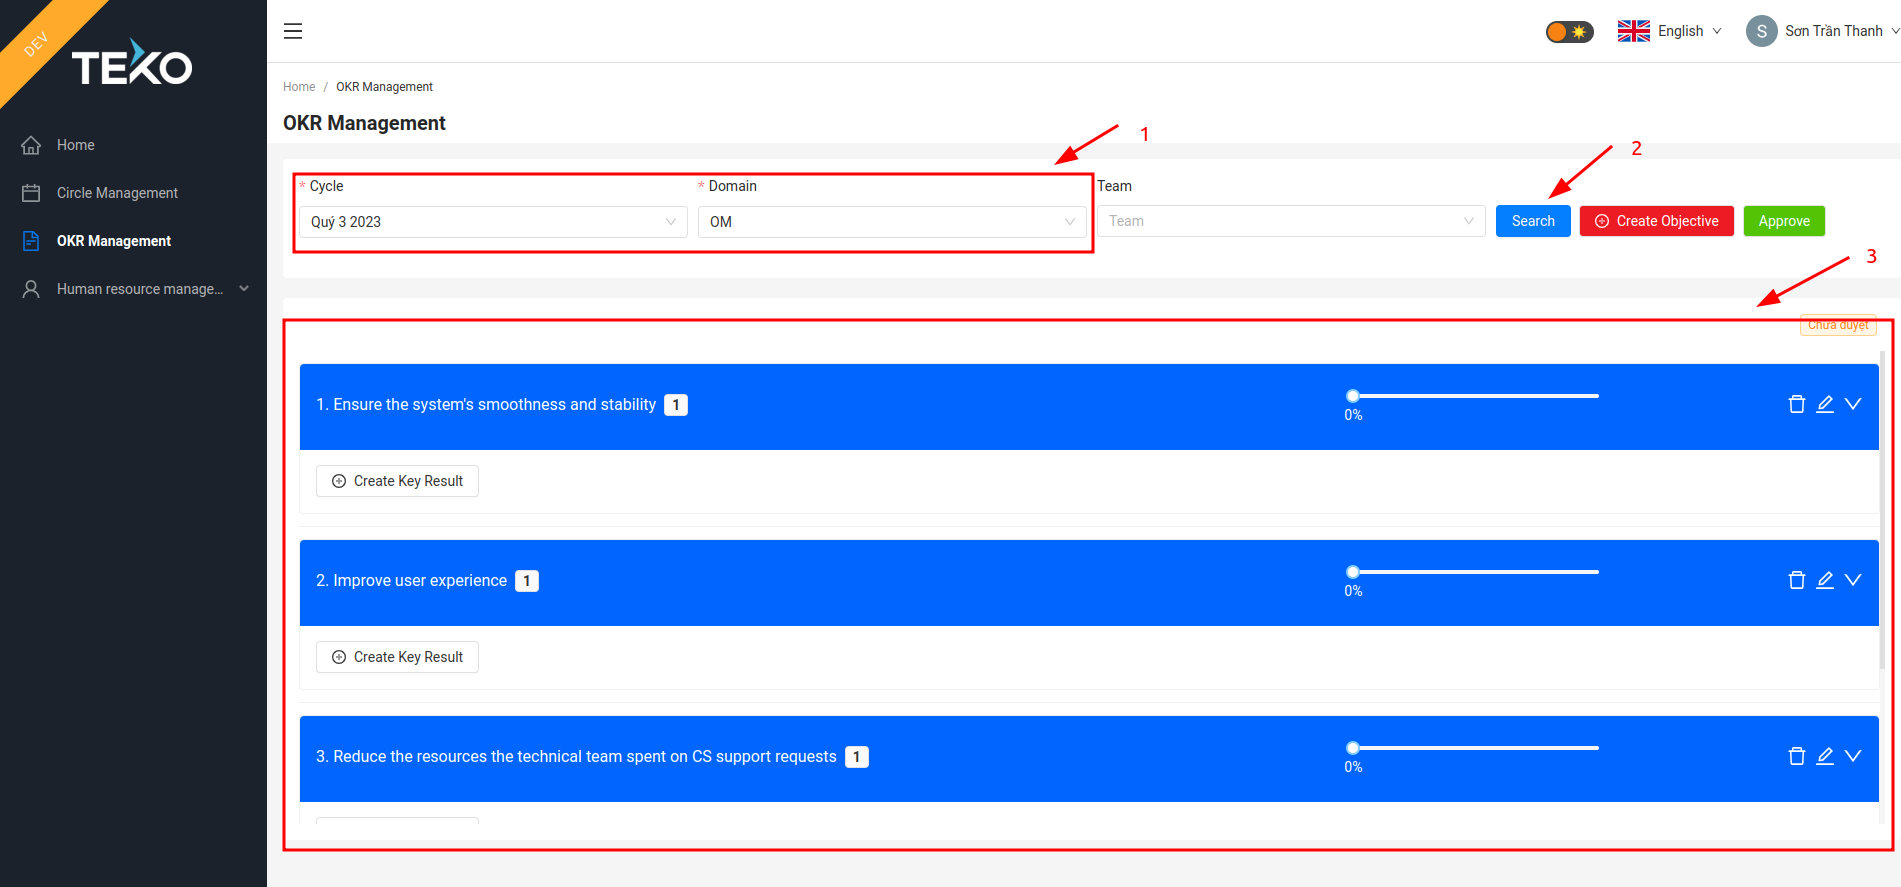 DEV
TEKO
English
S
Sơn Trần Thanh
Home
Circle Management
OKR Management
Human resource manage...
Home / OKR Management
OKR Management
1
2
* Cycle
* Domain
Team
Quý 3 2023
OM
Team
Search
Create Objective
Approve
3
Chưa duyệt
1. Ensure the system's smoothness and stability 1
0%
Create Key Result
2. Improve user experience 1
0%
Create Key Result
3. Reduce the resources the technical team spent on CS support requests 1
0%